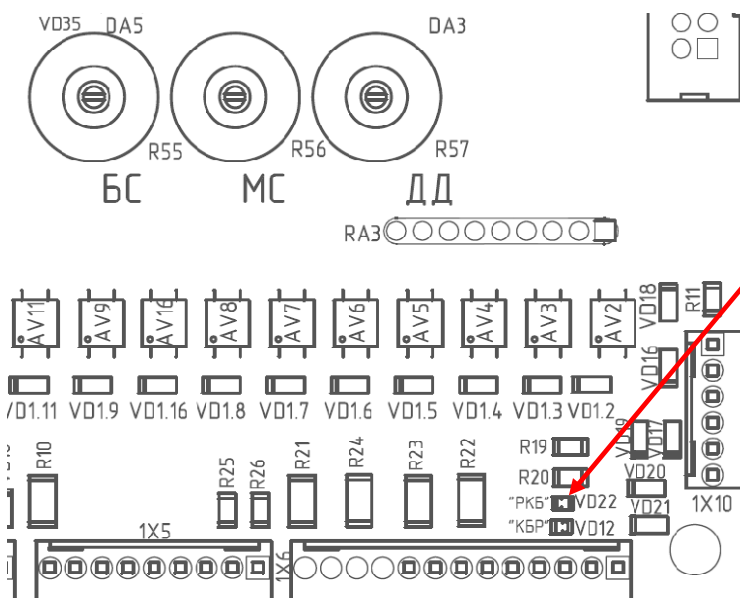 VD35 DA5 DA3
R55 R56 R57
БС МС ДД
RA3
AV11 AV9 AV16 AV8 AV7 AV6 AV5 AV4 AV3 AV2 VD18 R11
VD16
VD1.11 VD1.9 VD1.16 VD1.8 VD1.7 VD1.6 VD1.5 VD1.4 VD1.3 VD1.2
R10 R25 R26 R21 R24 R23 R22 R19 VD19 VD17
R20 VD20
"РКБ" VD22 VD21 1X10
"КБР" VD12
1X5 1X6